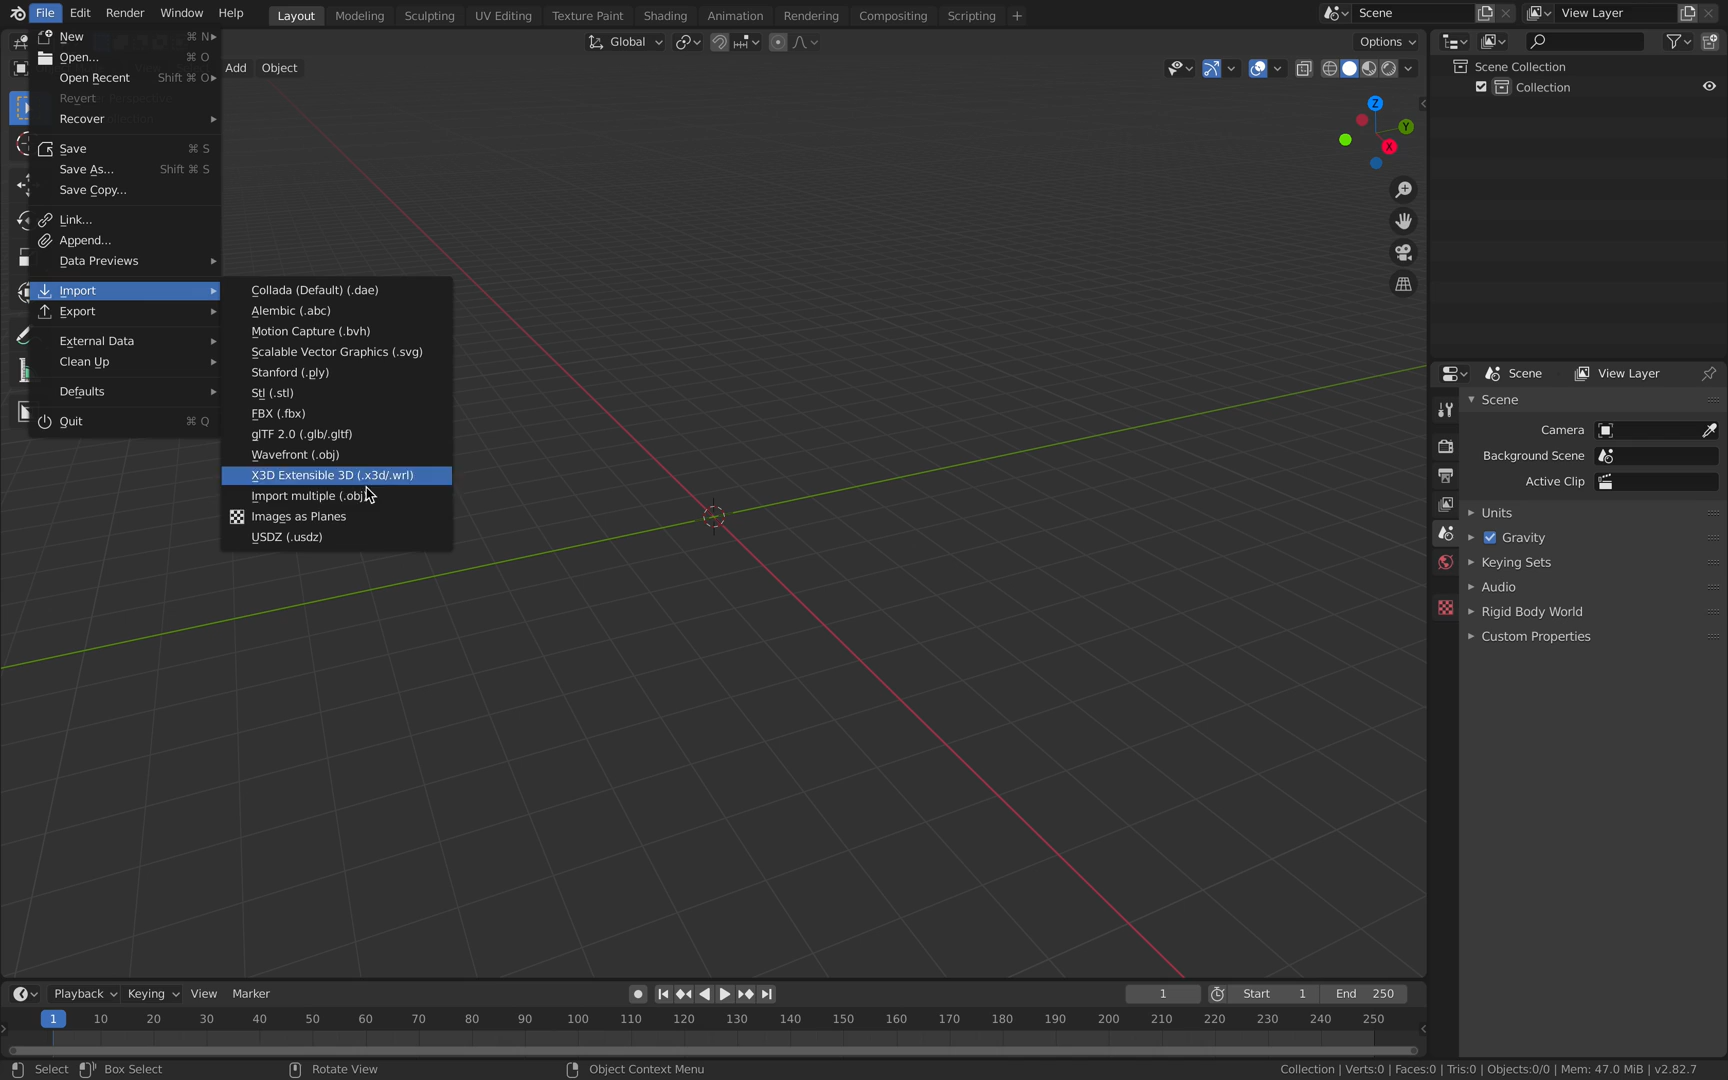 File Edit Render Window Help Layout Modeling Sculpting UV Editing Texture Paint Shading Animation Rendering Compositing Scripting + Scene View Layer
New ⌘ N
Open... ⌘ O
Open Recent Shift ⌘ O
Revert
Recover
Save ⌘ S
Save As... Shift ⌘ S
Save Copy...
Link...
Append...
Data Previews
Import
Export
External Data
Clean Up
Defaults
Quit ⌘ Q
Collada (Default) (.dae)
Alembic (.abc)
Motion Capture (.bvh)
Scalable Vector Graphics (.svg)
Stanford (.ply)
Stl (.stl)
FBX (.fbx)
glTF 2.0 (.glb/.gltf)
Wavefront (.obj)
X3D Extensible 3D (.x3d/.wrl)
Import multiple (.obj)
Images as Planes
USDZ (.usdz)
Add Object
Global
Options
Z
Y
X
Scene Collection
Collection
Scene View Layer
Scene
Camera
Background Scene
Active Clip
Units
Gravity
Keying Sets
Audio
Rigid Body World
Custom Properties
Playback Keying View Marker 1 Start 1 End 250
1 10 20 30 40 50 60 70 80 90 100 110 120 130 140 150 160 170 180 190 200 210 220 230 240 250
Select Box Select Rotate View Object Context Menu Collection | Verts:0 | Faces:0 | Tris:0 | Objects:0/0 | Mem: 47.0 MiB | v2.82.7